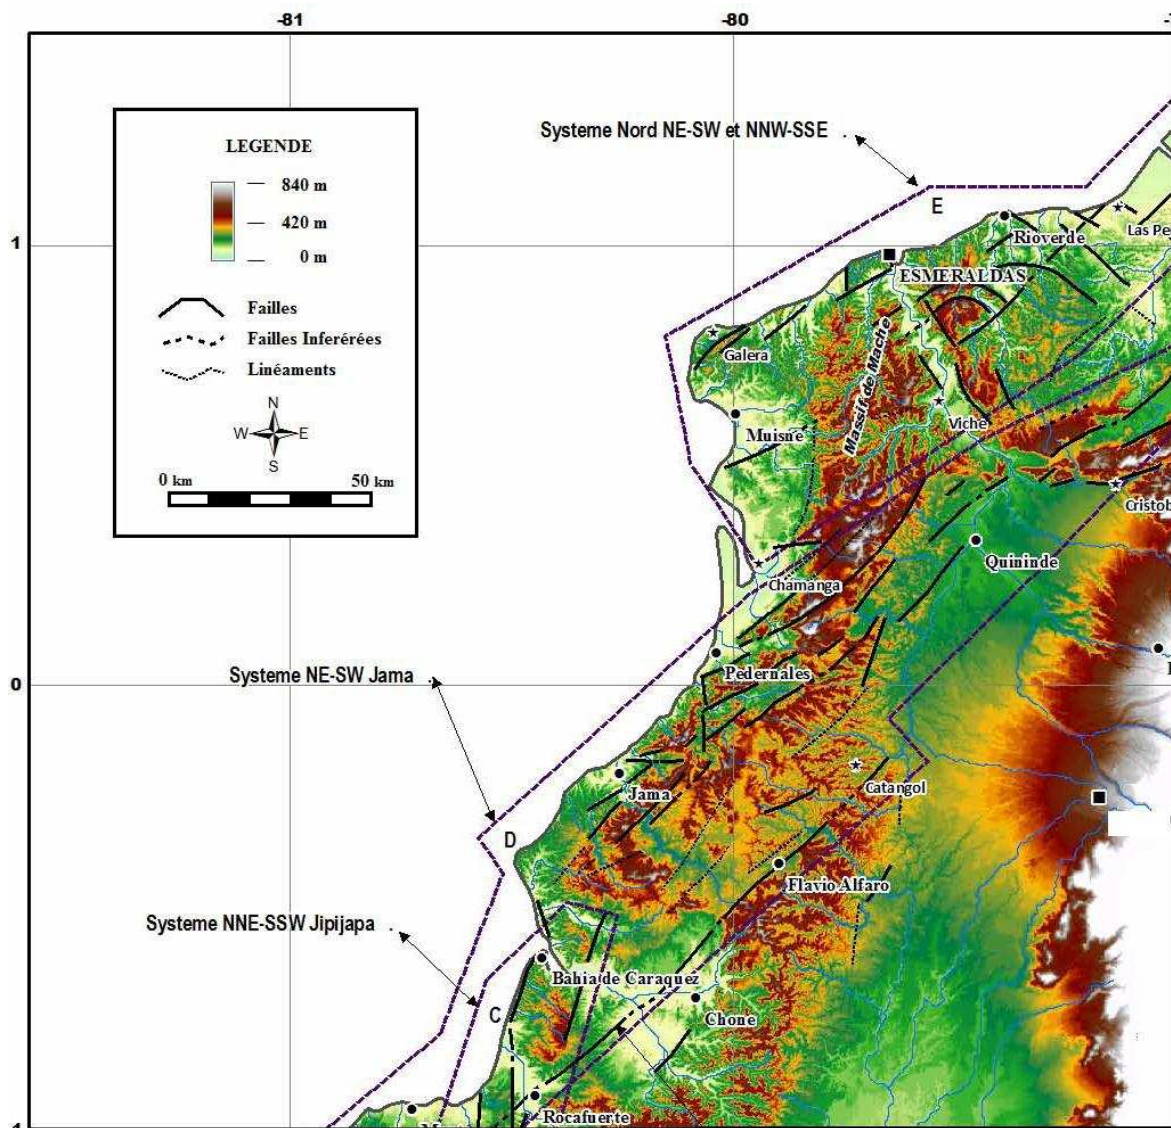 -81
-80
Systeme Nord NE-SW et NNW-SSE
LEGENDE
840 m
420 m
0 m
Failles
Failles Inferérées
Linéaments
N
W E
S
0 km 50 km
E
Rioverde
Las Pe
1
ESMERALDAS
Galera
Massif de Mache
Muisne
Viche
Cristob
Quininde
Chamanga
Systeme NE-SW Jama
0
Pedernales
Jama
Catangol
D
Flavio Alfaro
Systeme NNE-SSW Jipijapa
Bahia de Caraquez
C
Chone
Rocafuerte